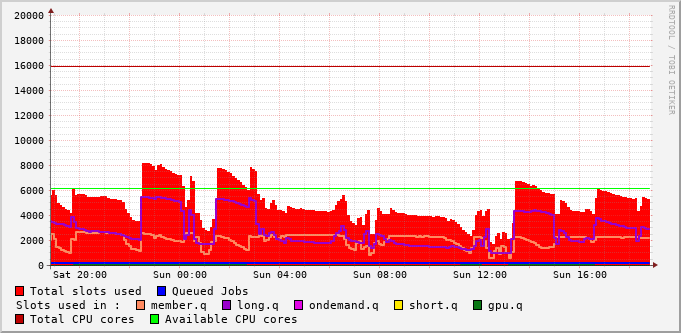 20000
18000
16000
14000
12000
10000
8000
6000
4000
2000
0
Sat 20:00 Sun 00:00 Sun 04:00 Sun 08:00 Sun 12:00 Sun 16:00
Total slots used Queued Jobs
Slots used in : member.q long.q ondemand.q short.q gpu.q
Total CPU cores Available CPU cores
RRDTOOL / TOBI OETIKER